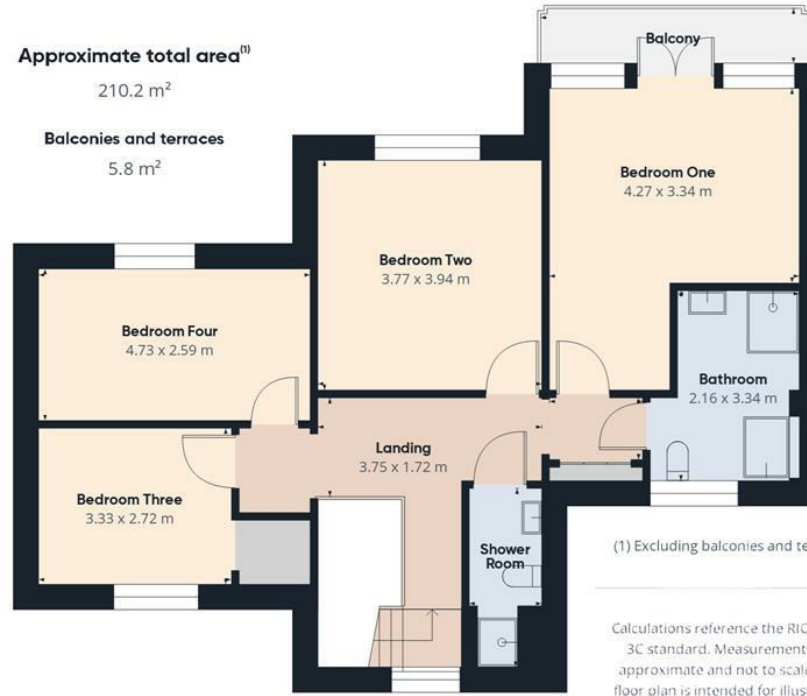 Approximate total area(1)
210.2 m²
Balconies and terraces
5.8 m²
Balcony
Bedroom One
4.27 x 3.34 m
Bedroom Two
3.77 x 3.94 m
Bedroom Four
4.73 x 2.59 m
Bathroom
2.16 x 3.34 m
Landing
3.75 x 1.72 m
Bedroom Three
3.33 x 2.72 m
Shower
Room
(1) Excluding balconies and te
Calculations reference the RIC
3C standard. Measurement
approximate and not to scal
floor plan is intended for illus